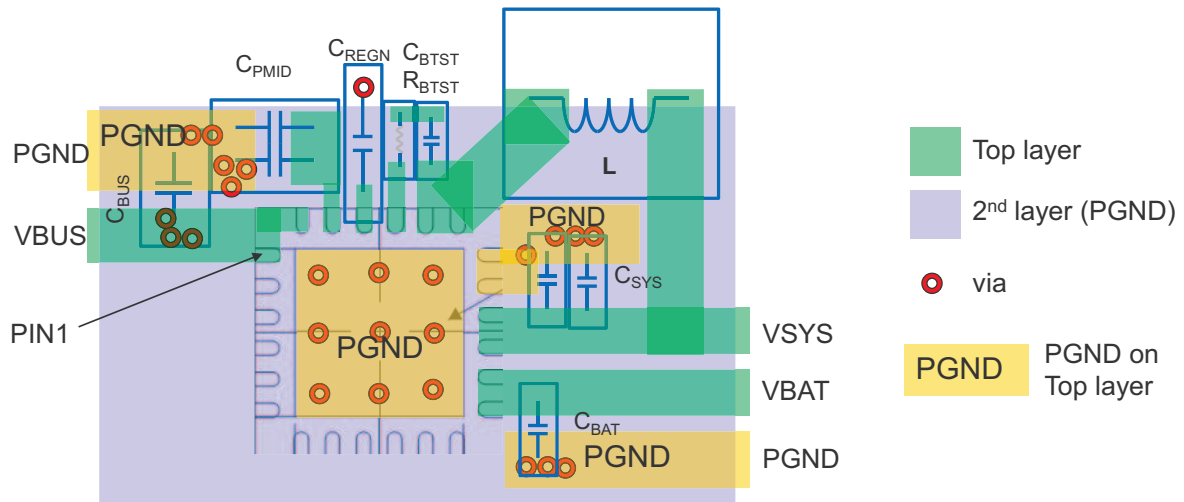 CREGN
CBTST
RBTST
CPMID
PGND
PGND
CBUS
VBUS
PIN1
L
PGND
CSYS
PGND
VSYS
VBAT
CBAT
PGND
PGND
Top layer
2nd layer (PGND)
via
PGND
PGND on
Top layer